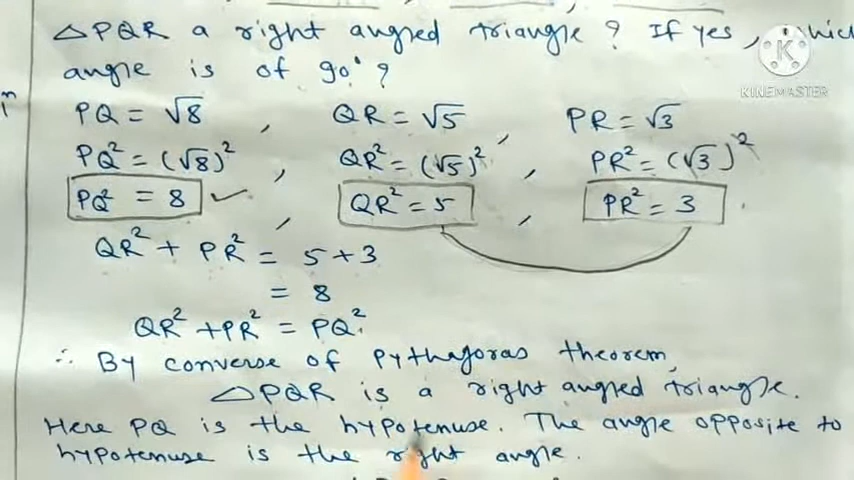 △PQR a right angled triangle ? If yes , which
angle is of 90° ?
KINEMASTER
PQ = √8 , QR = √5 , PR = √3
PQ² = (√8)² , QR² = (√5)² , PR² = (√3)²
PQ² = 8 , QR² = 5 , PR² = 3
QR² + PR² = 5 + 3
= 8
QR² + PR² = PQ²
∴ By converse of Pythagoras theorem,
△PQR is a right angled triangle.
Here PQ is the hypotenuse. The angle opposite to
hypotenuse is the right angle.